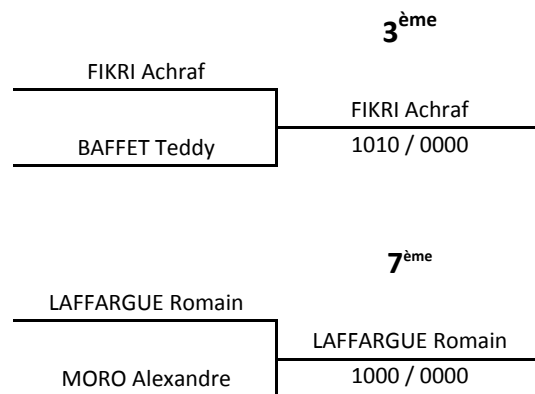 3ème
FIKRI Achraf
FIKRI Achraf
BAFFET Teddy
1010 / 0000
7ème
LAFFARGUE Romain
LAFFARGUE Romain
MORO Alexandre
1000 / 0000